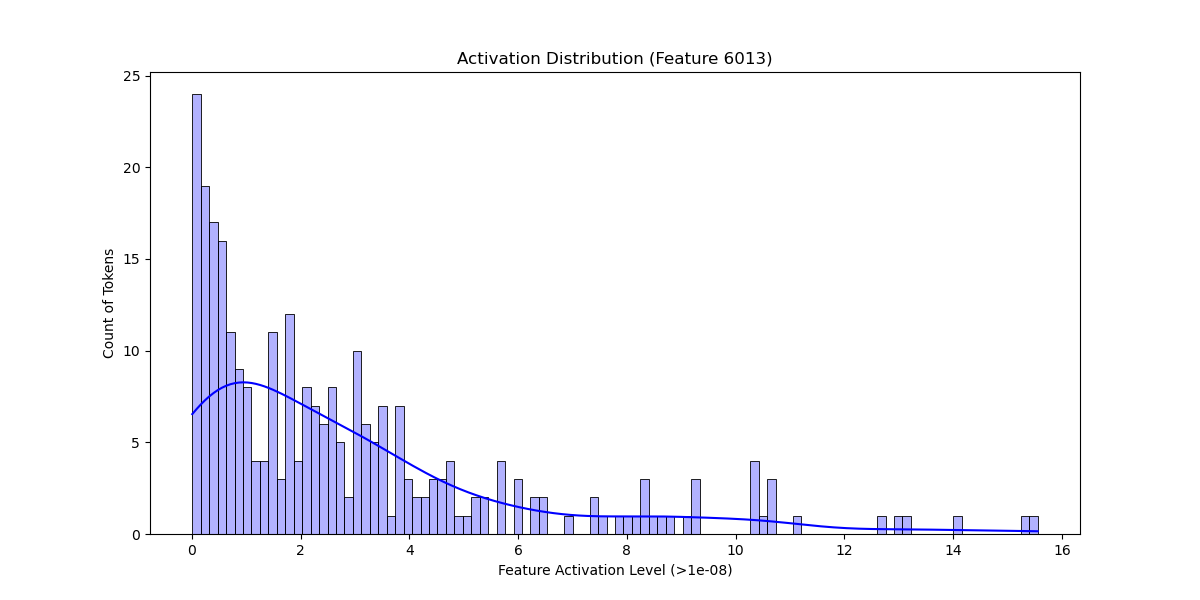 Activation Distribution (Feature 6013)
25
20
15
10
5
0
Count of Tokens
0 2 4 6 8 10 12 14 16
Feature Activation Level (>1e-08)